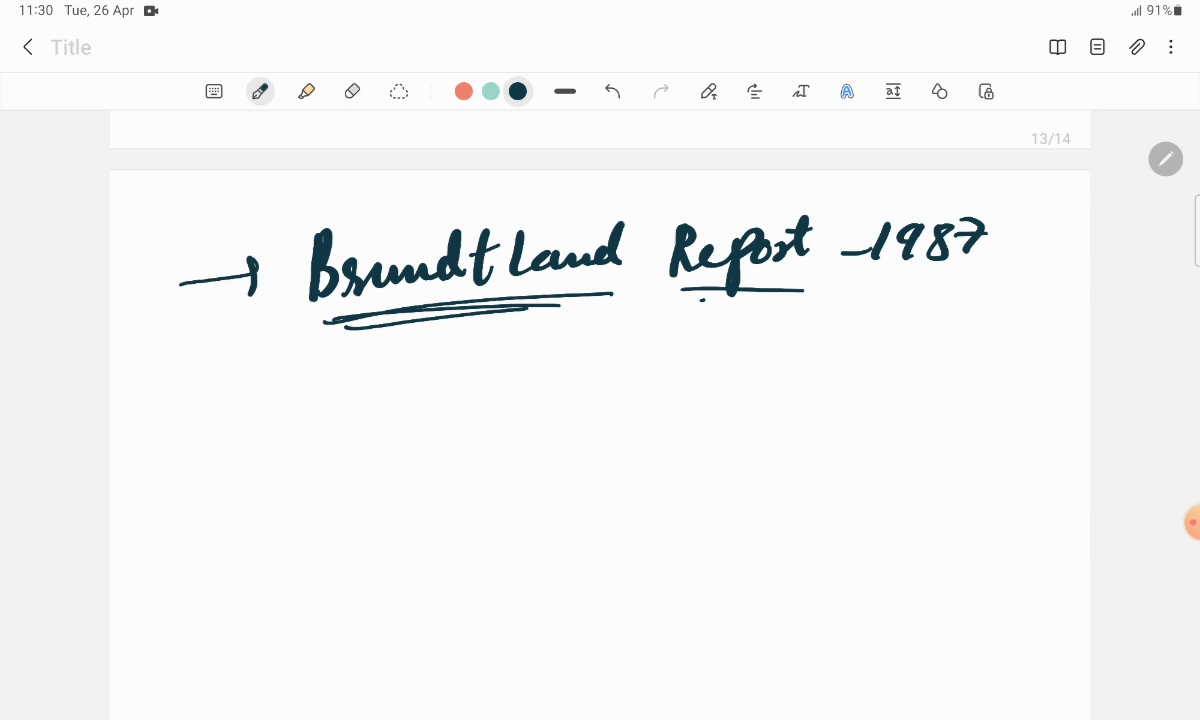 11:30 Tue, 26 Apr 91%
Title
13/14
→ Brundtland Report - 1987